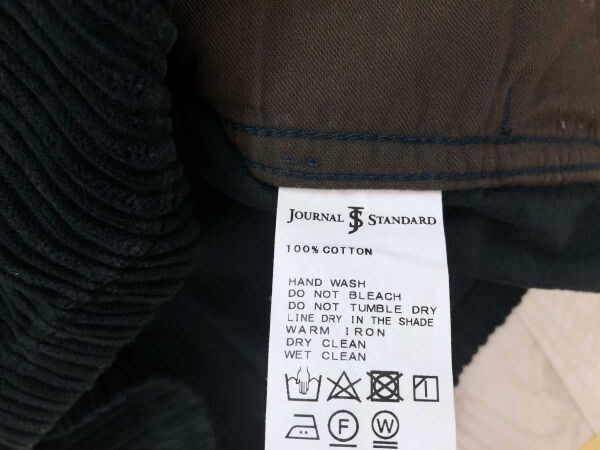 JOURNAL JS STANDARD
100% COTTON
HAND WASH
DO NOT BLEACH
DO NOT TUMBLE DRY
LINE DRY IN THE SHADE
WARM IRON
DRY CLEAN
WET CLEAN
F W